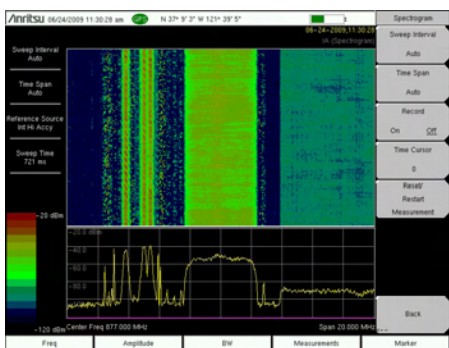 Anritsu 06/24/2009 11:30:28 am GPS N 37° 9' 3" W 121° 39' 5"
Spectrogram
06-24-2009,11:30:28
IA (Spectrogram)
Sweep Interval
Auto
Time Span
Auto
Reference Source
Int Hi Accy
Sweep Time
721 ms
-20 dBm
-120 dBm
-20.0 dBm
-40.0
-60.0
-80.0
Center Freq 877.000 MHz
Span 20.000 MHz
Sweep Interval
Auto
Time Span
Auto
Record
On Off
Time Cursor
0
Reset/
Restart
Measurement
Back
Freq
Amplitude
BW
Measurements
Marker